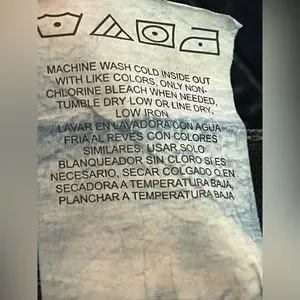 MACHINE WASH COLD INSIDE OUT
WITH LIKE COLORS, ONLY NON-
CHLORINE BLEACH WHEN NEEDED,
TUMBLE DRY LOW OR LINE DRY,
LOW IRON
LAVAR EN LAVADORA CON AGUA
FRIA AL REVES CON COLORES
SIMILARES, USAR SOLO
BLANQUEADOR SIN CLORO SI ES
NECESARIO, SECAR COLGADO O EN
SECADORA A TEMPERATURA BAJA,
PLANCHAR A TEMPERATURA BAJA